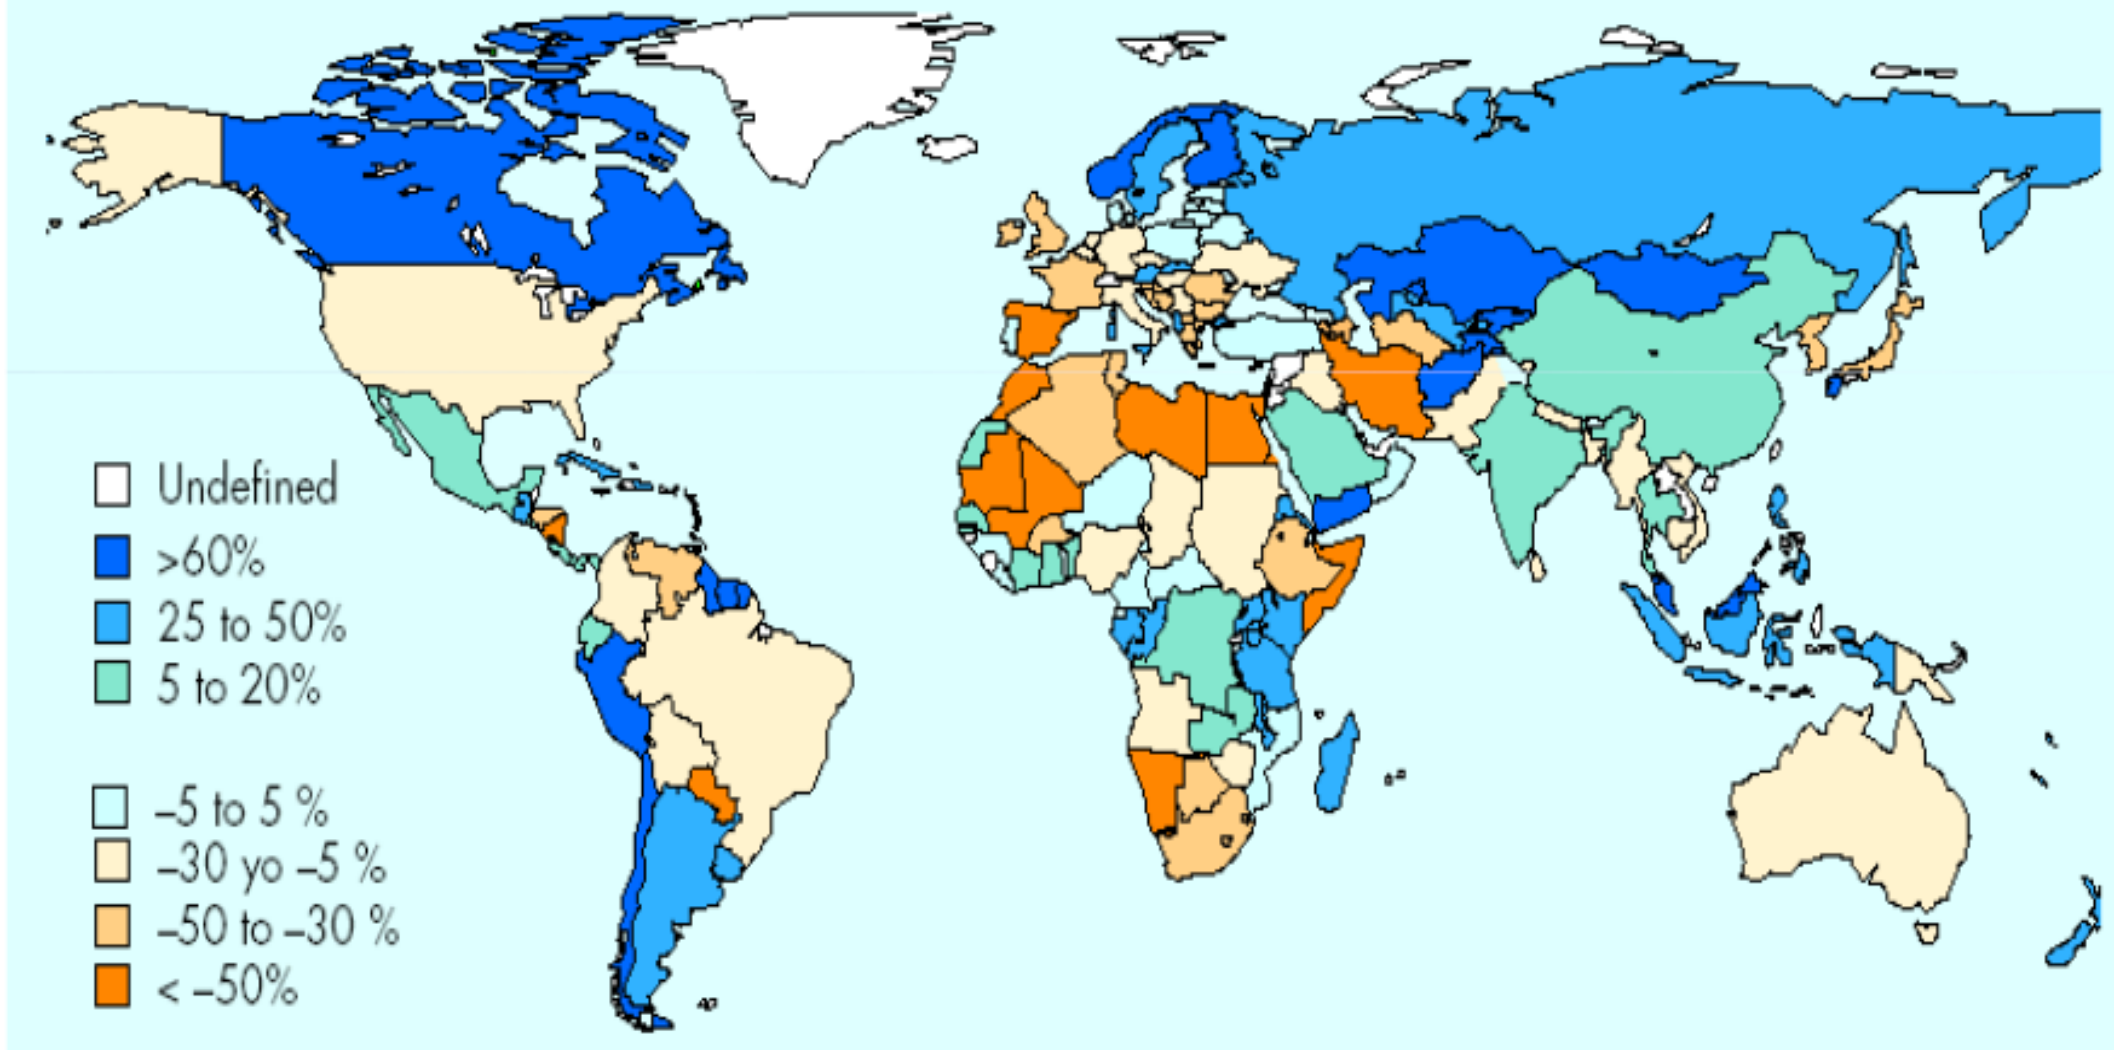 Undefined
>60%
25 to 50%
5 to 20%
–5 to 5 %
–30 yo –5 %
–50 to –30 %
< –50%